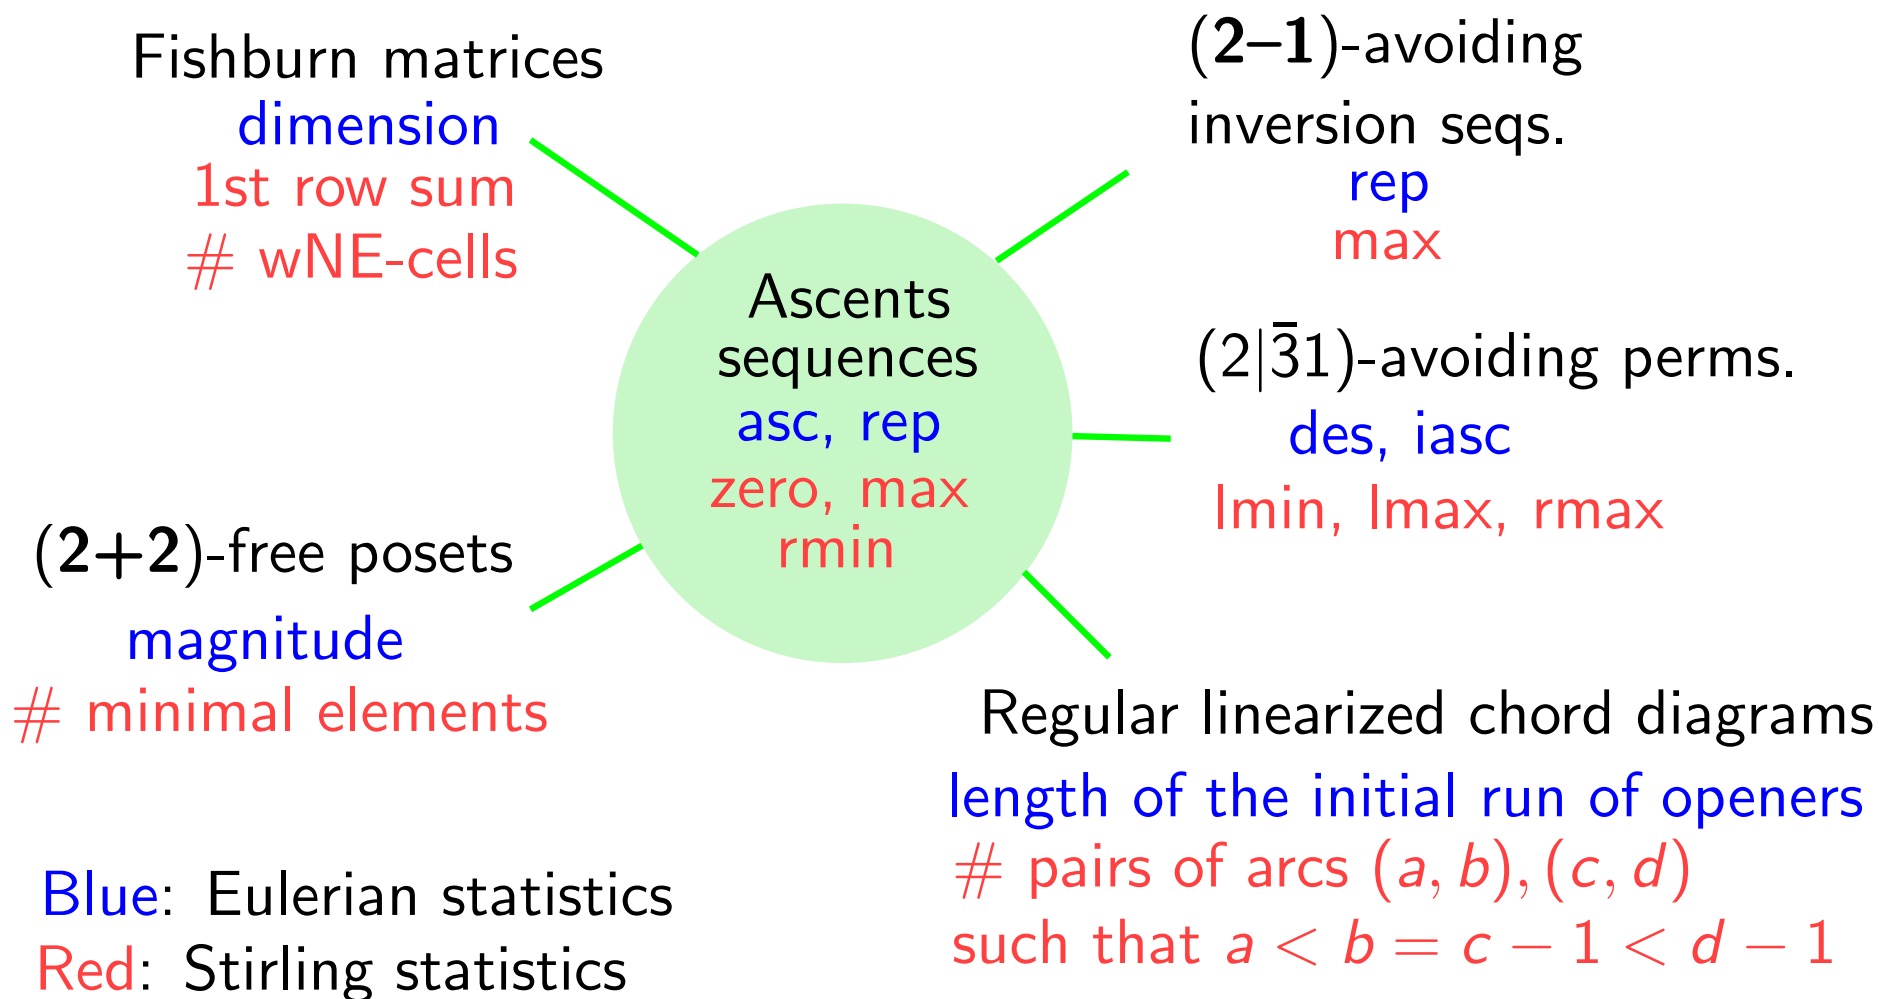 Fishburn matrices
dimension
1st row sum
# wNE-cells
(2−1)-avoiding
inversion seqs.
rep
max
Ascents
sequences
asc, rep
zero, max
rmin
(2|3̅1)-avoiding perms.
des, iasc
lmin, lmax, rmax
(2+2)-free posets
magnitude
# minimal elements
Regular linearized chord diagrams
length of the initial run of openers
# pairs of arcs (a, b), (c, d)
such that a < b = c − 1 < d − 1
Blue: Eulerian statistics
Red: Stirling statistics